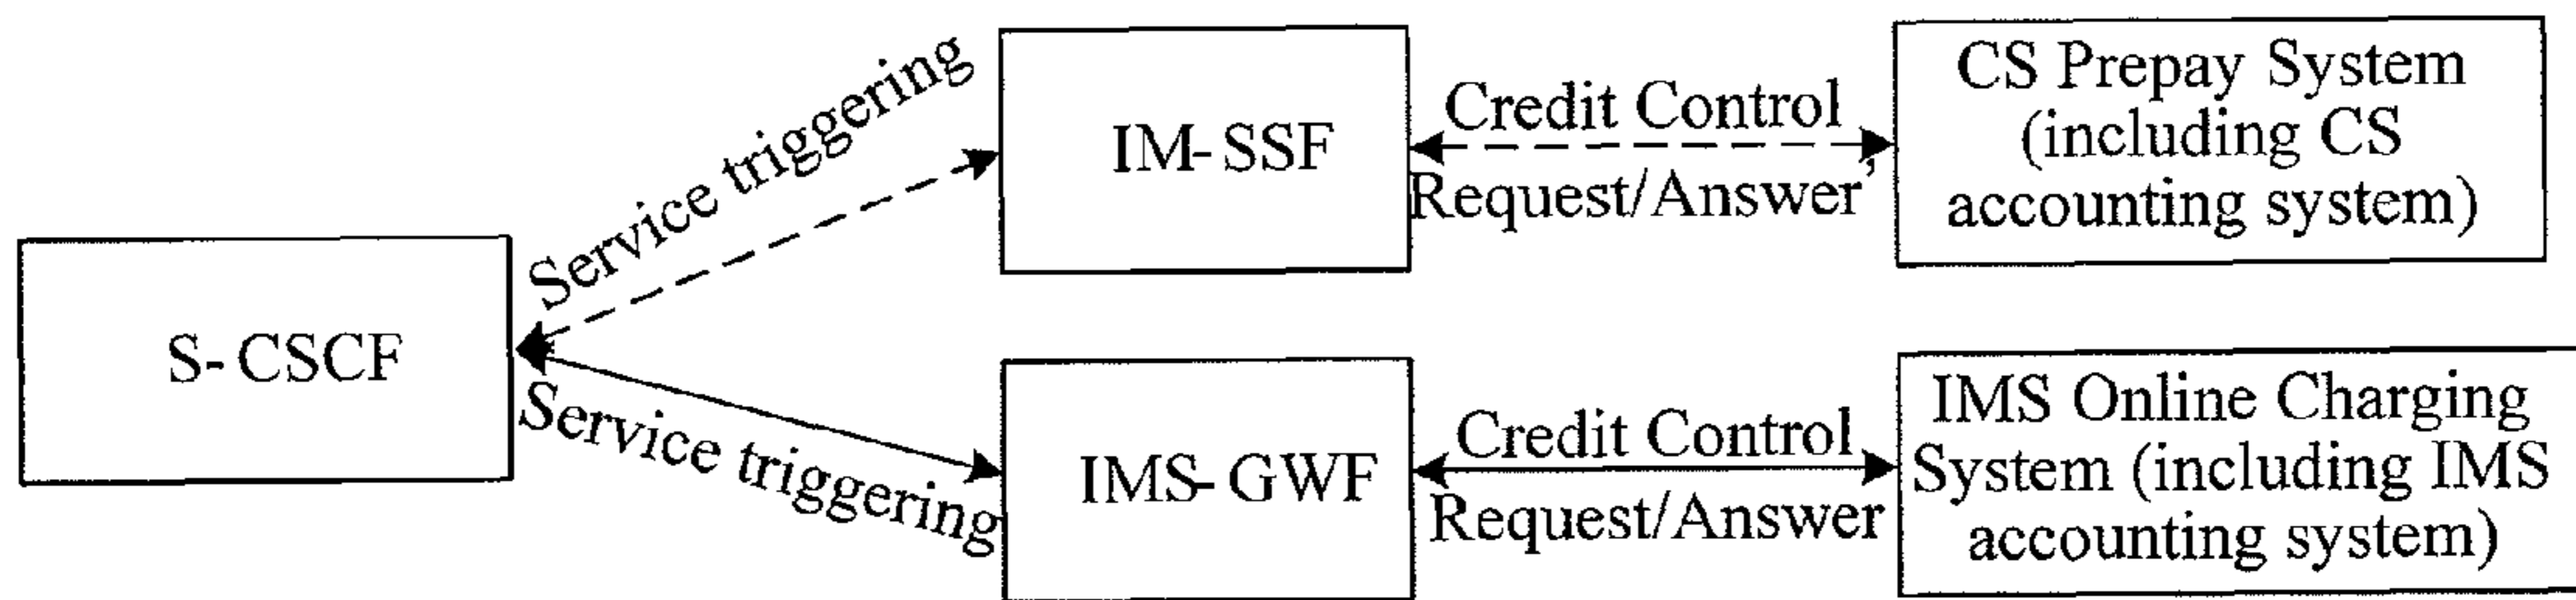 S-CSCF
Service triggering
Service triggering
IM-SSF
Credit Control
Request/Answer
CS Prepay System
(including CS
accounting system)
IMS-GWF
Credit Control
Request/Answer
IMS Online Charging
System (including IMS
accounting system)